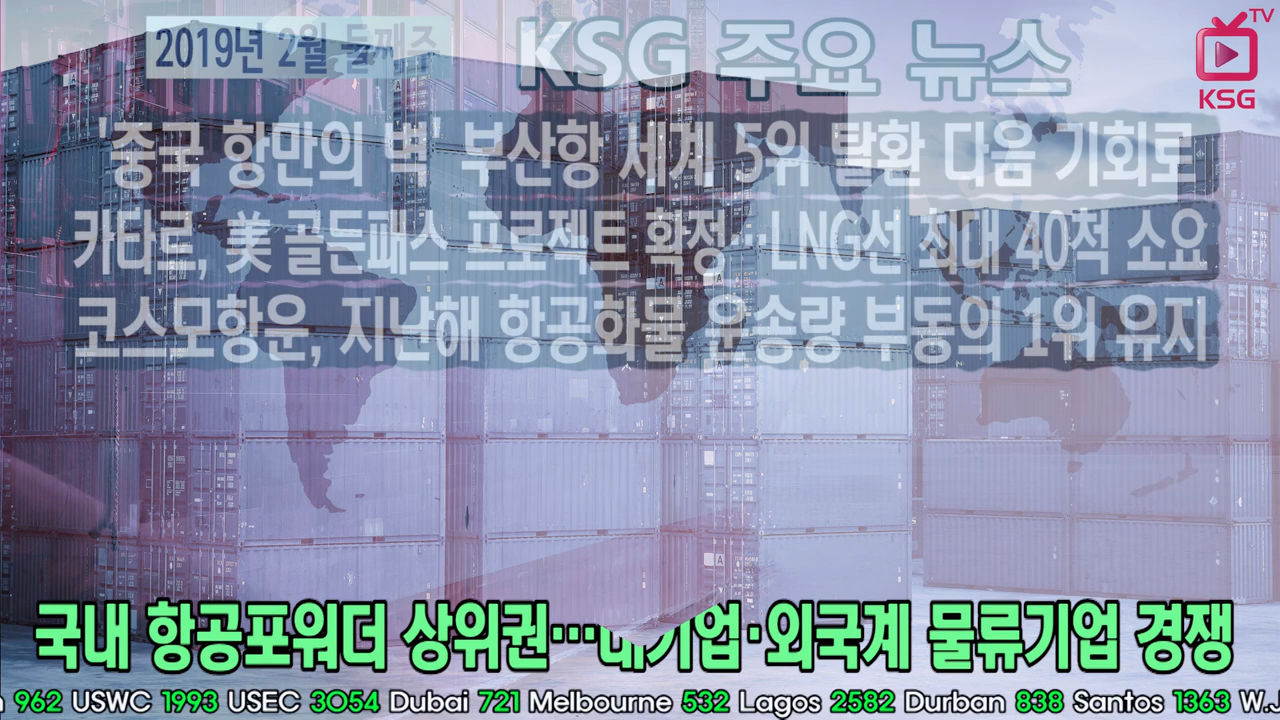 2019년 2월 둘째주
KSG 주요 뉴스
TV
KSG
'중국 항만의 벽' 부산항 세계 5위 탈환 다음 기회로
카타르, 美 골든패스 프로젝트 확정…LNG선 최대 40척 소요
코스모항운, 지난해 항공화물 운송량 부동의 1위 유지
국내 항공포워더 상위권…대기업·외국계 물류기업 경쟁
962 USWC 1993 USEC 3054 Dubai 721 Melbourne 532 Lagos 2582 Durban 838 Santos 1363 W.J